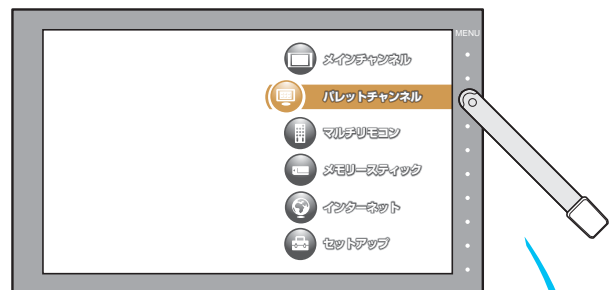 MENU
メインチャンネル
パレットチャンネル
マルチリモコン
メモリースティック
インターネット
セットアップ